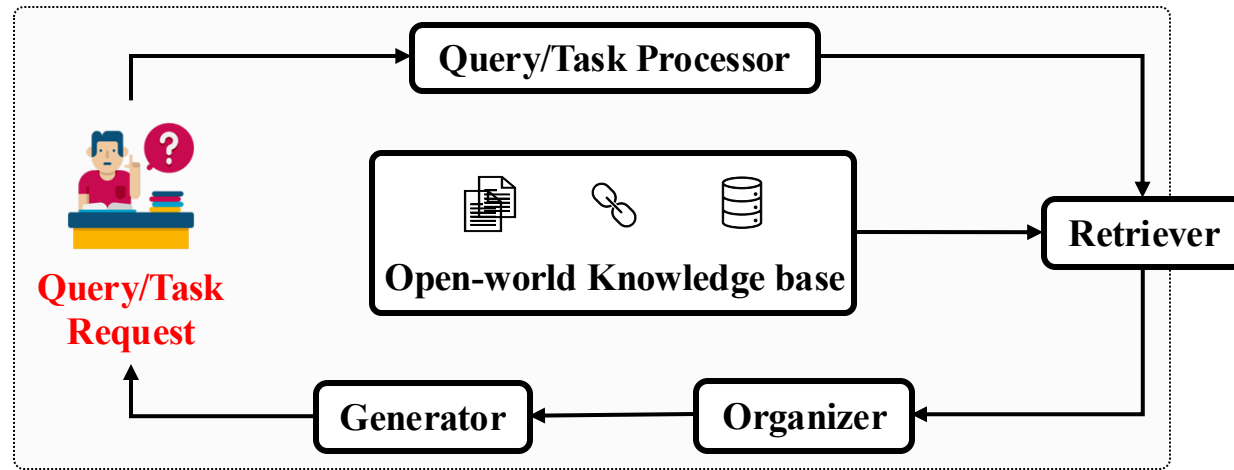 Query/Task Processor
?
Open-world Knowledge base
Retriever
Query/Task
Request
Generator
Organizer